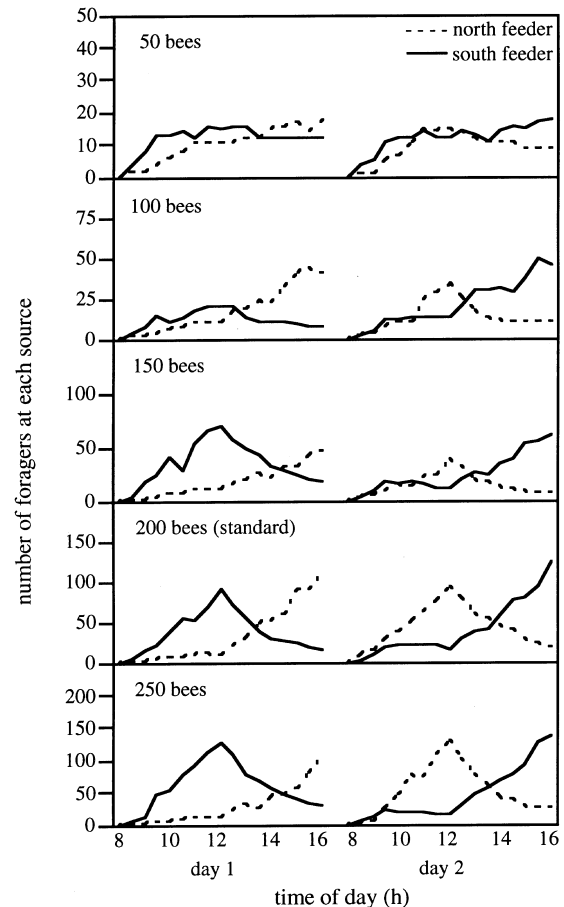 50
40
30
20
10
0
50 bees
north feeder
south feeder
75
50
25
0
100 bees
100
50
0
150 bees
150
100
50
0
200 bees (standard)
200
150
100
50
0
250 bees
8 10 12 14 16 8 10 12 14 16
day 1 day 2
time of day (h)
number of foragers at each source